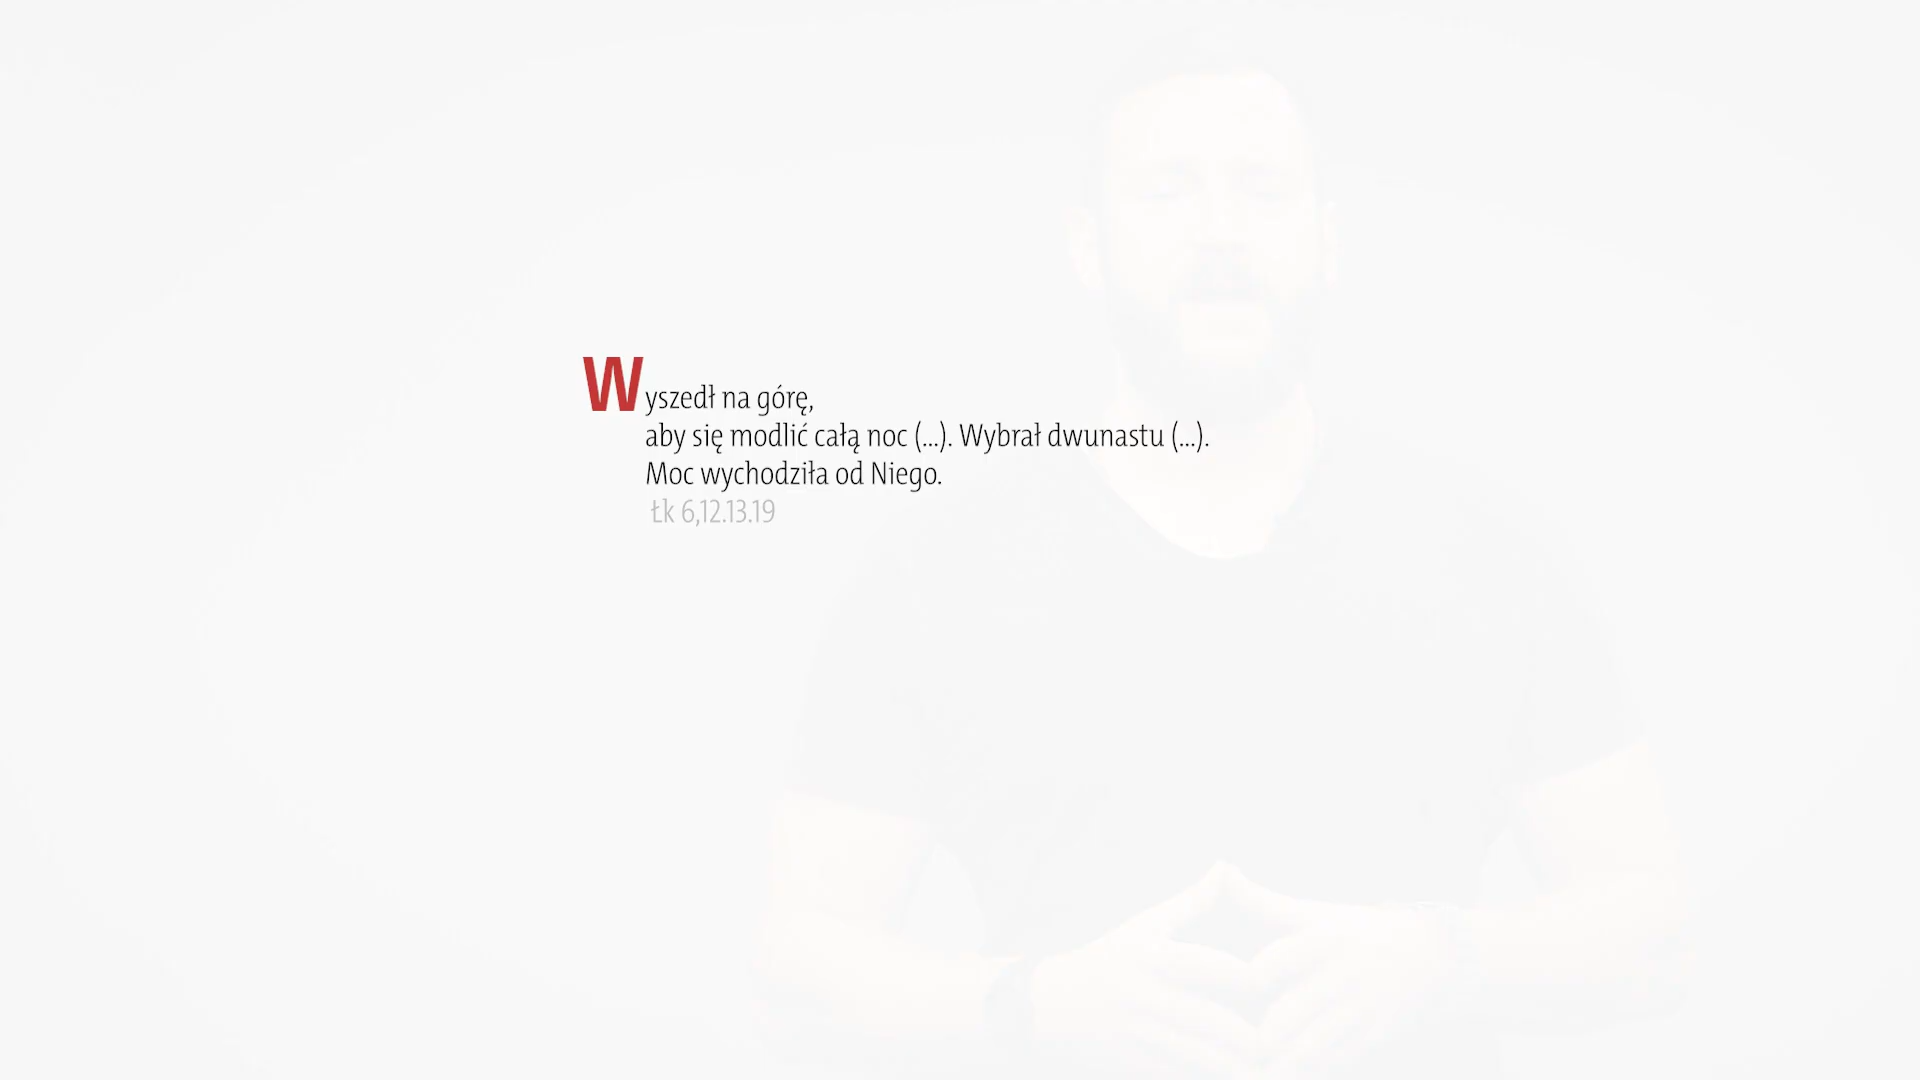 Wyszedł na górę,
aby się modlić całą noc (...). Wybrał dwunastu (...).
Moc wychodziła od Niego.
Łk 6,12.13.19